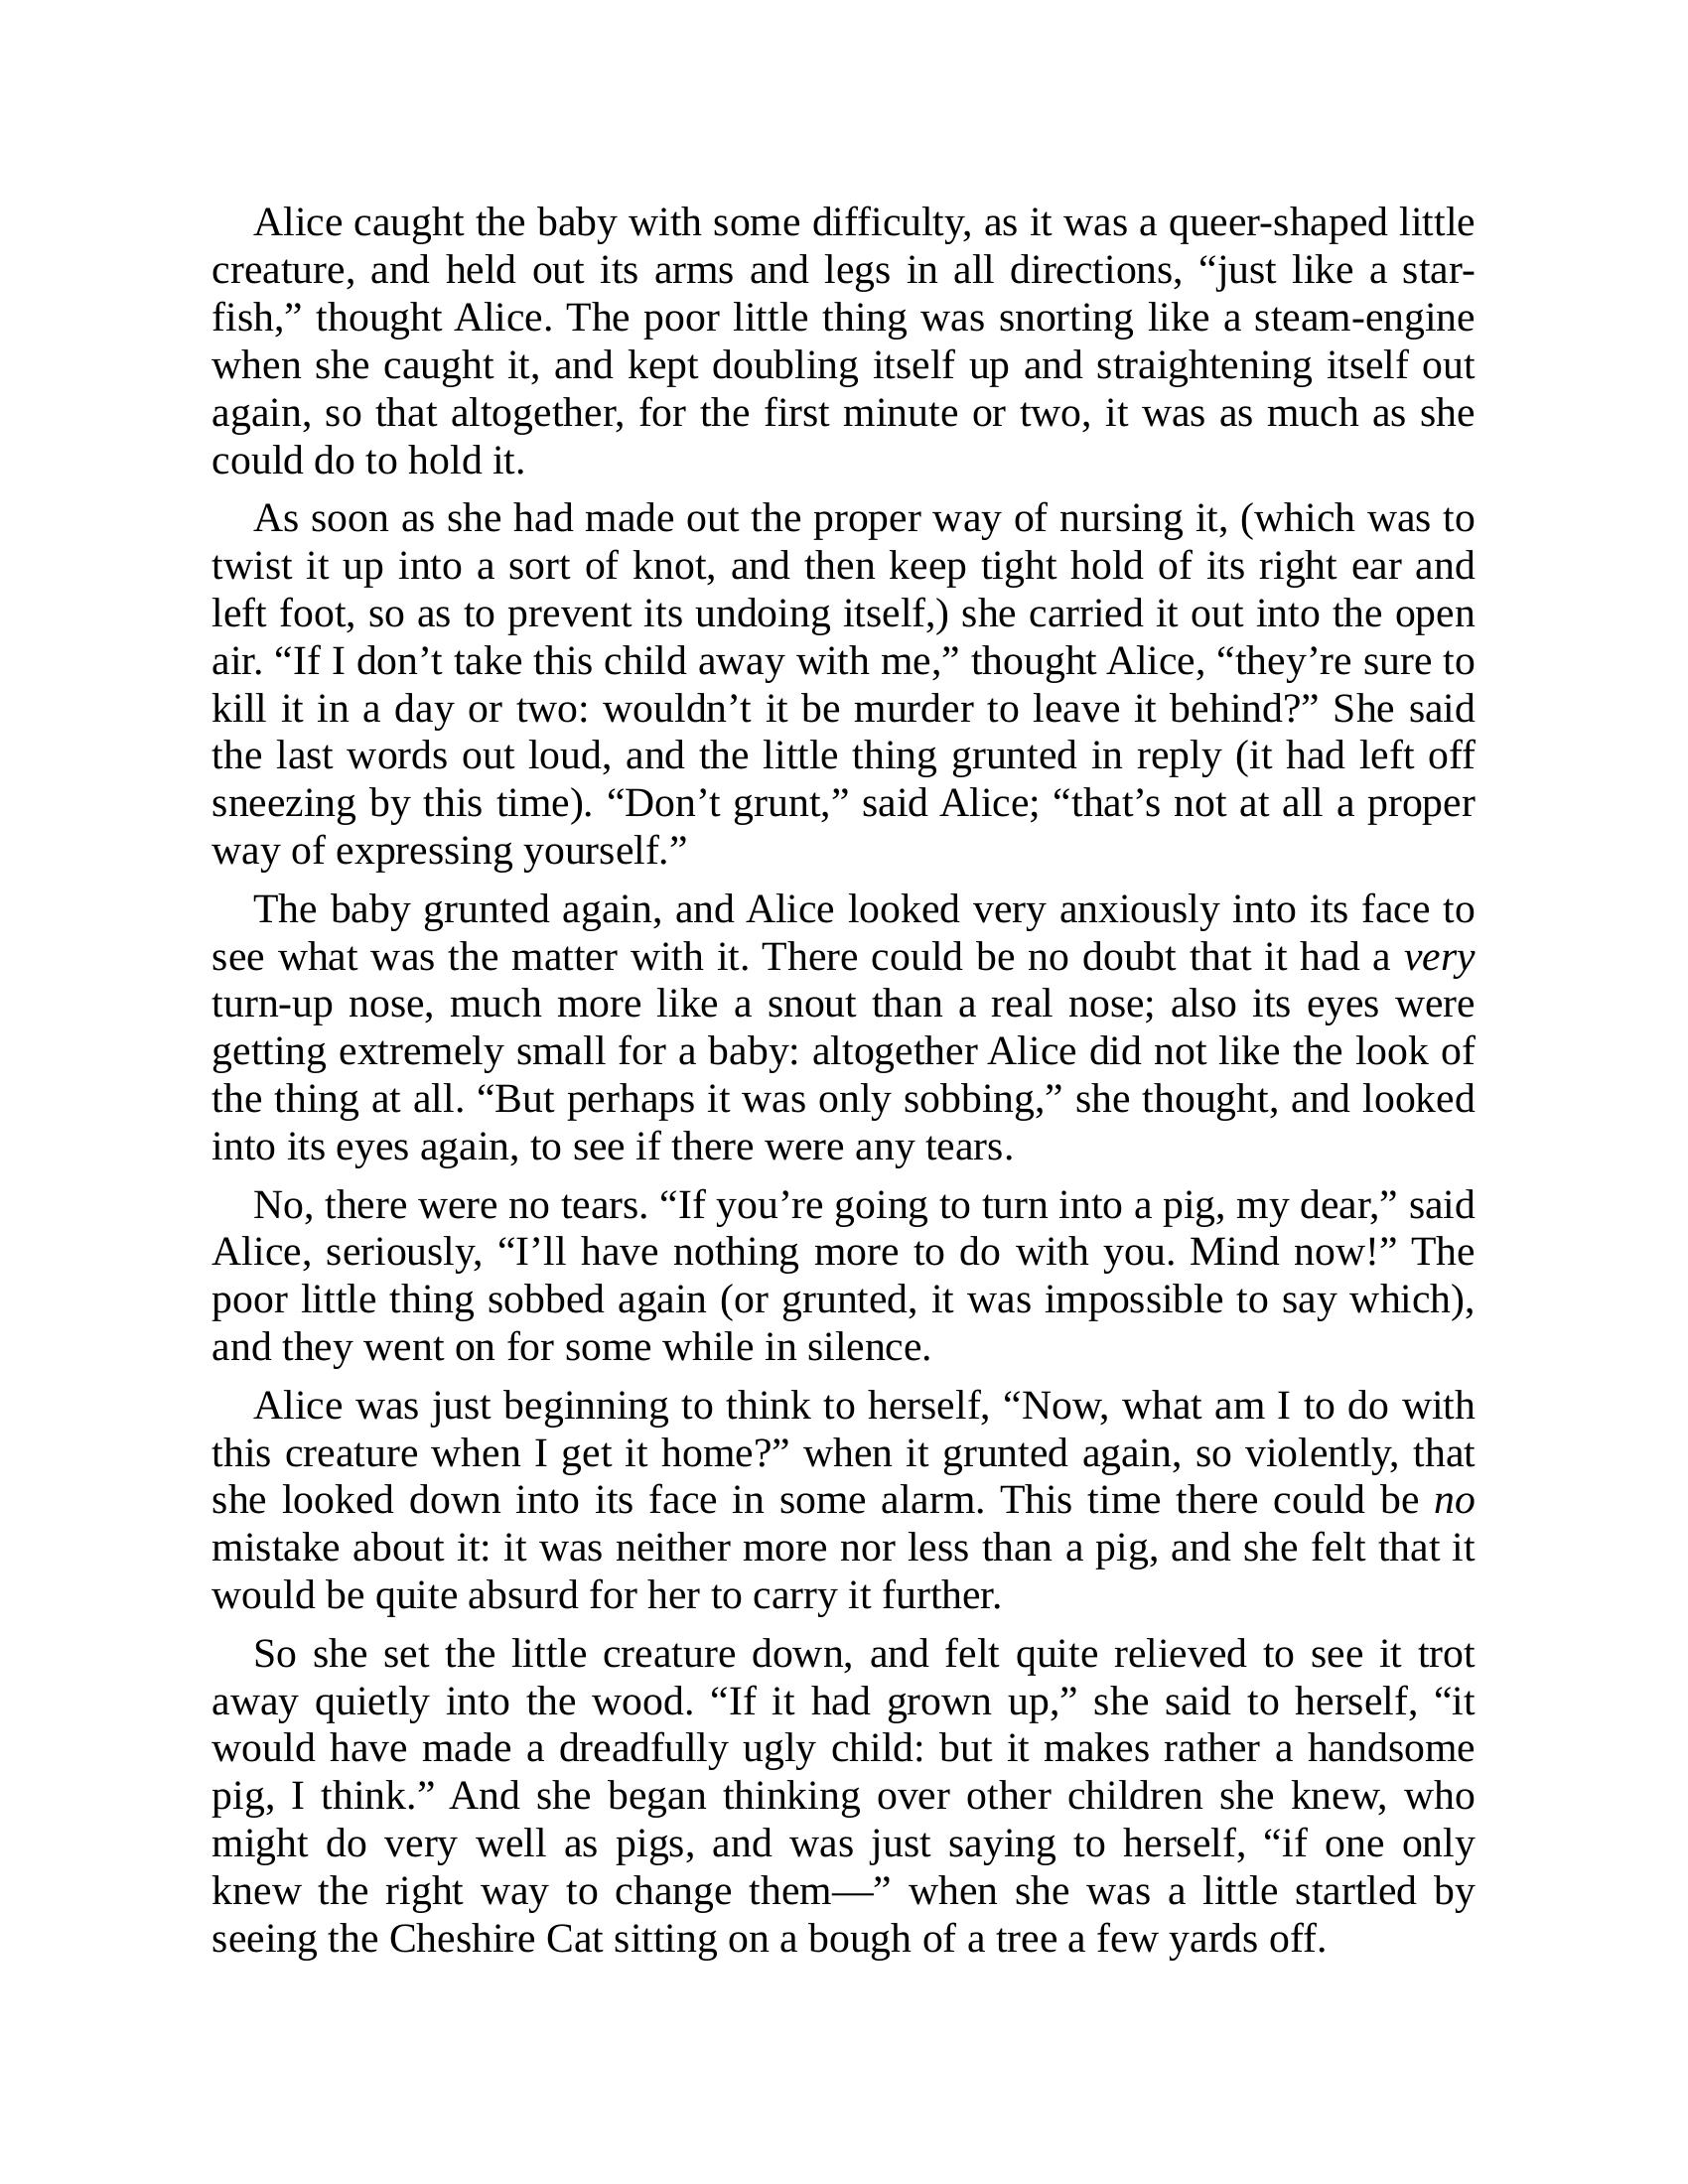 Alice caught the baby with some difficulty, as it was a queer-shaped little
creature, and held out its arms and legs in all directions, “just like a star-
fish,” thought Alice. The poor little thing was snorting like a steam-engine
when she caught it, and kept doubling itself up and straightening itself out
again, so that altogether, for the first minute or two, it was as much as she
could do to hold it.
As soon as she had made out the proper way of nursing it, (which was to
twist it up into a sort of knot, and then keep tight hold of its right ear and
left foot, so as to prevent its undoing itself,) she carried it out into the open
air. “If I don’t take this child away with me,” thought Alice, “they’re sure to
kill it in a day or two: wouldn’t it be murder to leave it behind?” She said
the last words out loud, and the little thing grunted in reply (it had left off
sneezing by this time). “Don’t grunt,” said Alice; “that’s not at all a proper
way of expressing yourself.”
The baby grunted again, and Alice looked very anxiously into its face to
see what was the matter with it. There could be no doubt that it had a very
turn-up nose, much more like a snout than a real nose; also its eyes were
getting extremely small for a baby: altogether Alice did not like the look of
the thing at all. “But perhaps it was only sobbing,” she thought, and looked
into its eyes again, to see if there were any tears.
No, there were no tears. “If you’re going to turn into a pig, my dear,” said
Alice, seriously, “I’ll have nothing more to do with you. Mind now!” The
poor little thing sobbed again (or grunted, it was impossible to say which),
and they went on for some while in silence.
Alice was just beginning to think to herself, “Now, what am I to do with
this creature when I get it home?” when it grunted again, so violently, that
she looked down into its face in some alarm. This time there could be no
mistake about it: it was neither more nor less than a pig, and she felt that it
would be quite absurd for her to carry it further.
So she set the little creature down, and felt quite relieved to see it trot
away quietly into the wood. “If it had grown up,” she said to herself, “it
would have made a dreadfully ugly child: but it makes rather a handsome
pig, I think.” And she began thinking over other children she knew, who
might do very well as pigs, and was just saying to herself, “if one only
knew the right way to change them—” when she was a little startled by
seeing the Cheshire Cat sitting on a bough of a tree a few yards off.